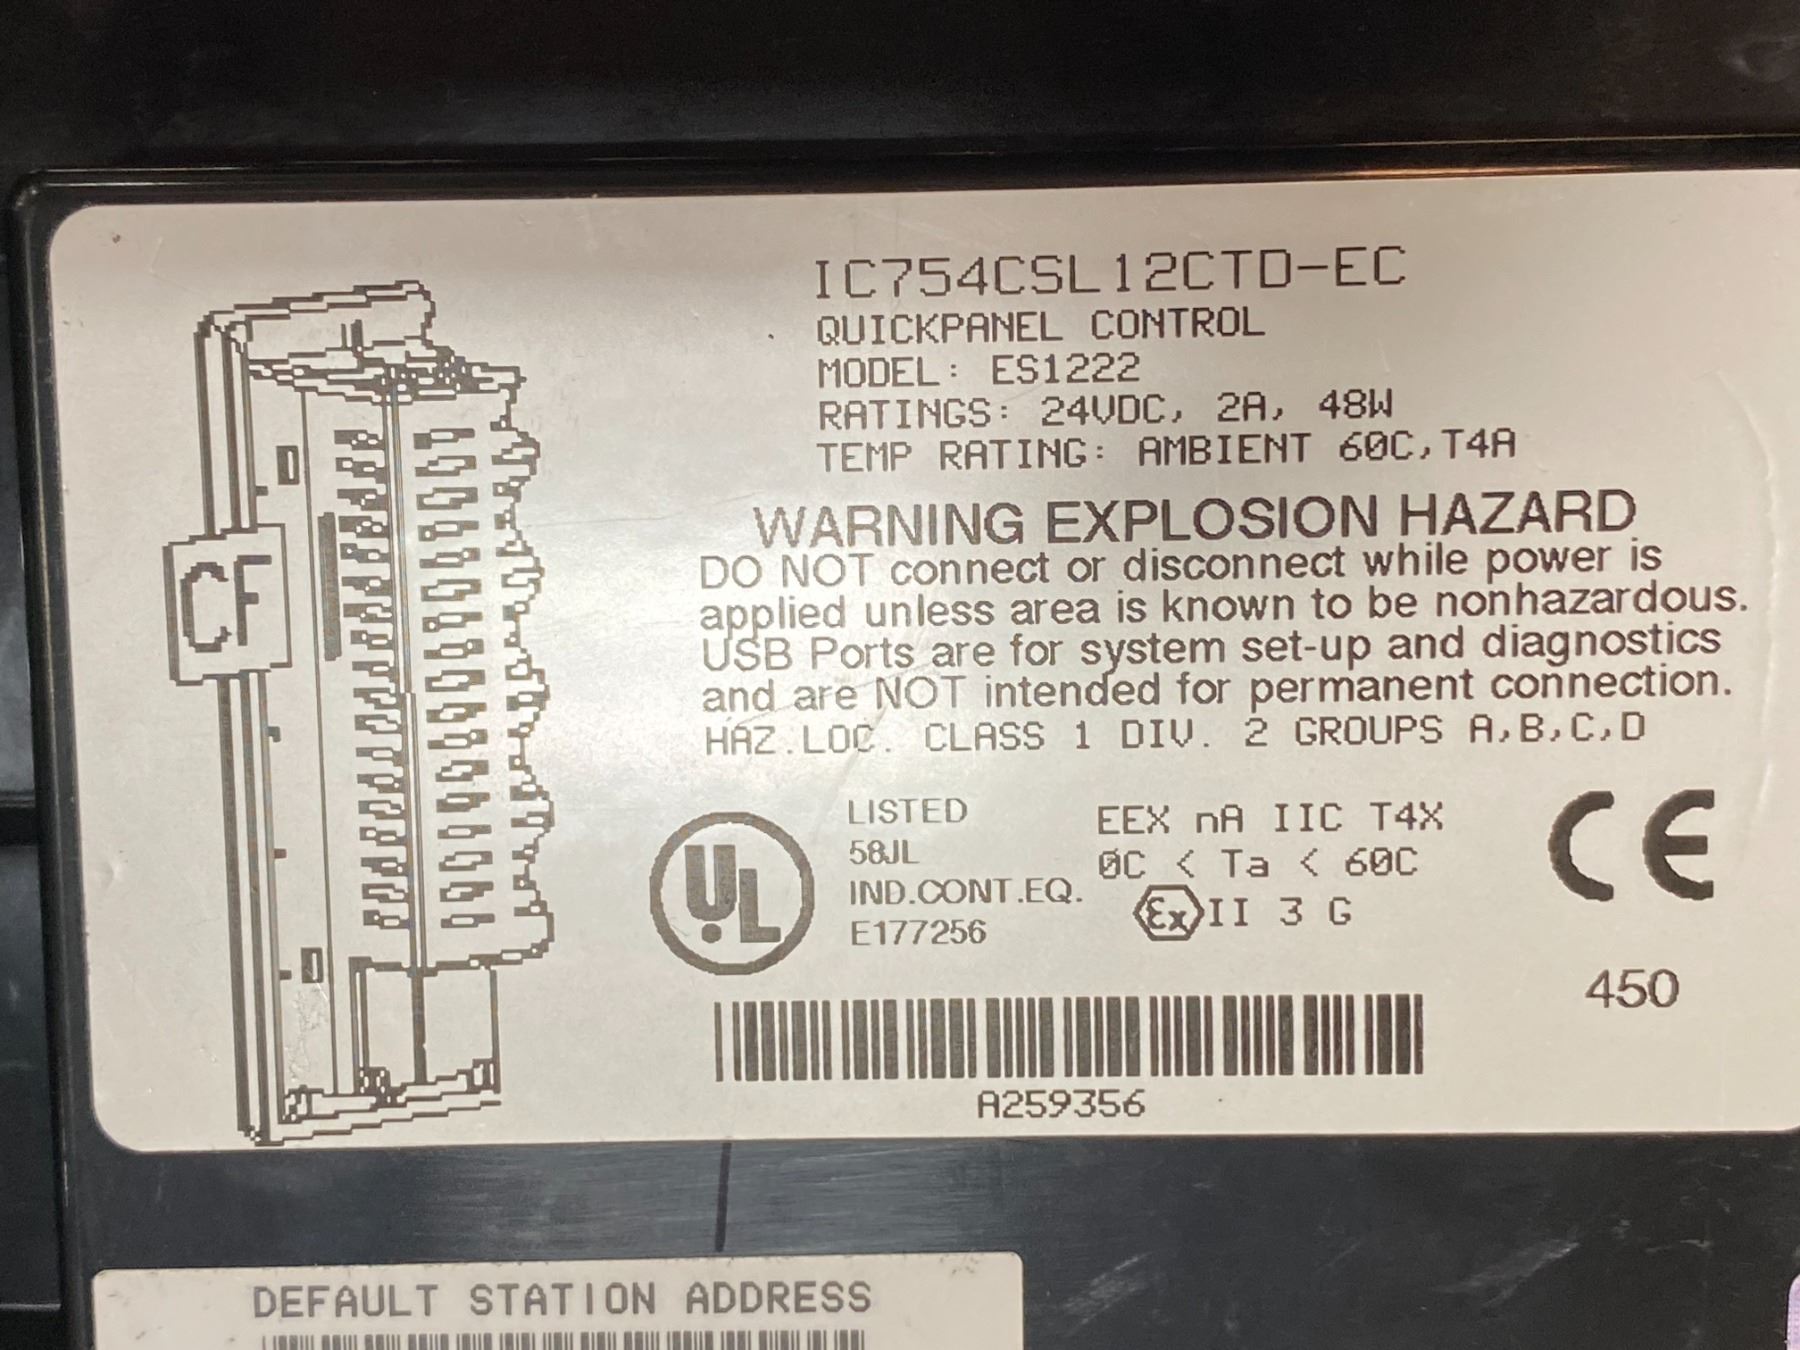 IC754CSL12CTD-EC
QUICKPANEL CONTROL
MODEL: ES1222
RATINGS: 24VDC, 2A, 48W
TEMP RATING: AMBIENT 60C,T4A
WARNING EXPLOSION HAZARD
DO NOT connect or disconnect while power is
applied unless area is known to be nonhazardous.
USB Ports are for system set-up and diagnostics
and are NOT intended for permanent connection.
HAZ.LOC. CLASS 1 DIV. 2 GROUPS A,B,C,D
CF
UL
LISTED
58JL
IND.CONT.EQ.
E177256
EEX nA IIC T4X
0C < Ta < 60C
Ex II 3 G
CE
450
A259356
DEFAULT STATION ADDRESS